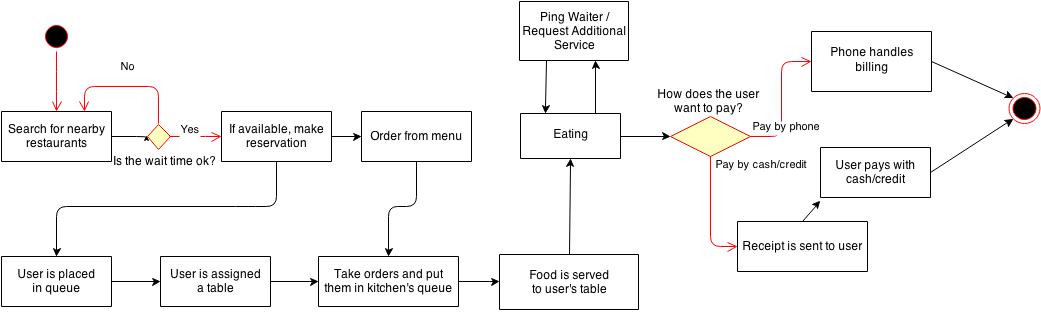 Ping Waiter /
Request Additional
Service
How does the user
want to pay?
Phone handles
billing
No
Search for nearby
restaurants
Yes
Is the wait time ok?
If available, make
reservation
Order from menu
Eating
Pay by phone
Pay by cash/credit
User pays with
cash/credit
Receipt is sent to user
User is placed
in queue
User is assigned
a table
Take orders and put
them in kitchen's queue
Food is served
to user's table